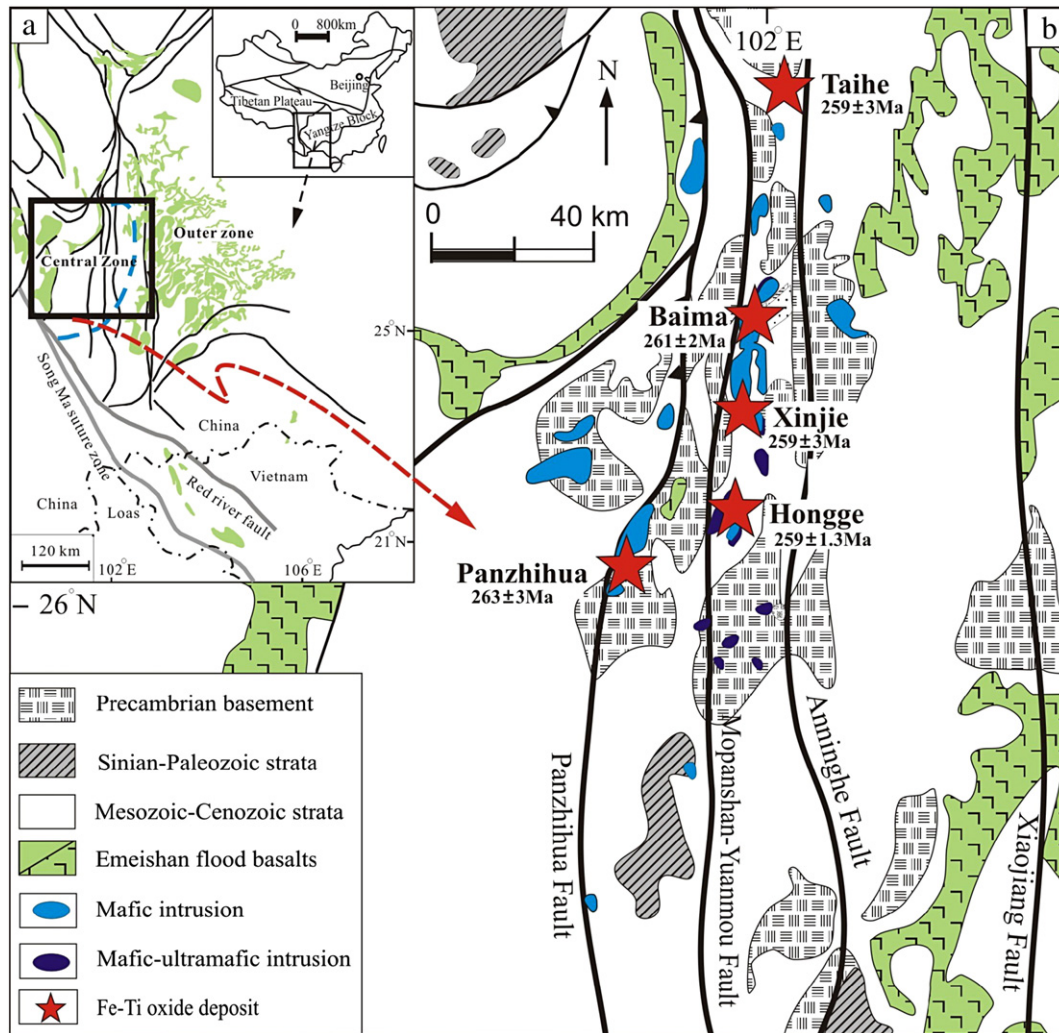 a
0 800km
Beijing
Tibetan Plateau
Yangtze Block
Outer zone
Central Zone
25°N
Song Ma suture zone
China
Vietnam
Red river fault
China
Loas
21°N
120 km
102°E
106°E
b
102°E
N
0 40 km
Taihe
259±3Ma
Baima
261±2Ma
Xinjie
259±3Ma
Hongge
259±1.3Ma
Panzhihua
263±3Ma
26°N
Panzhihua Fault
Mopanshan-Yuanmou Fault
Anninghe Fault
Xiaojiang Fault
Precambrian basement
Sinian-Paleozoic strata
Mesozoic-Cenozoic strata
Emeishan flood basalts
Mafic intrusion
Mafic-ultramafic intrusion
Fe-Ti oxide deposit